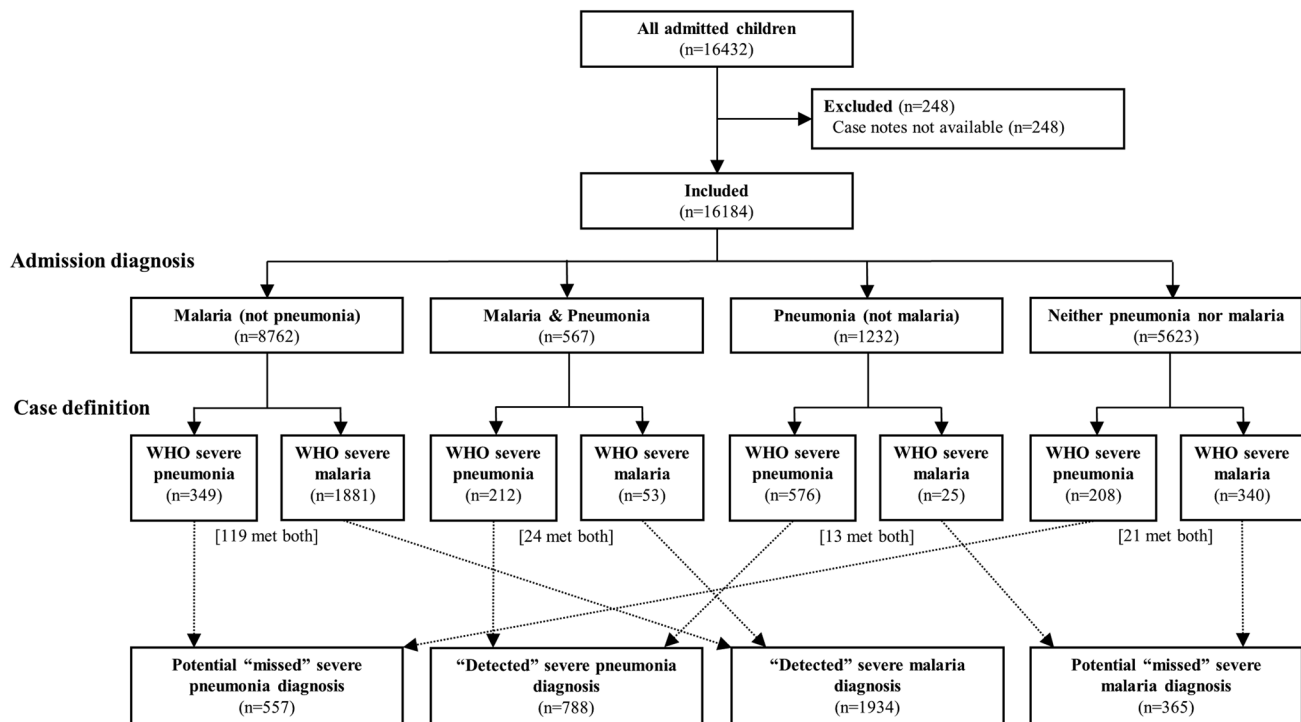 All admitted children
(n=16432)
Excluded (n=248)
Case notes not available (n=248)
Included
(n=16184)
Admission diagnosis
Malaria (not pneumonia)
(n=8762)
Malaria & Pneumonia
(n=567)
Pneumonia (not malaria)
(n=1232)
Neither pneumonia nor malaria
(n=5623)
Case definition
WHO severe
pneumonia
(n=349)
WHO severe
malaria
(n=1881)
WHO severe
pneumonia
(n=212)
WHO severe
malaria
(n=53)
WHO severe
pneumonia
(n=576)
WHO severe
malaria
(n=25)
WHO severe
pneumonia
(n=208)
WHO severe
malaria
(n=340)
[119 met both]
[24 met both]
[13 met both]
[21 met both]
Potential “missed” severe
pneumonia diagnosis
(n=557)
“Detected” severe pneumonia
diagnosis
(n=788)
“Detected” severe malaria
diagnosis
(n=1934)
Potential “missed” severe
malaria diagnosis
(n=365)